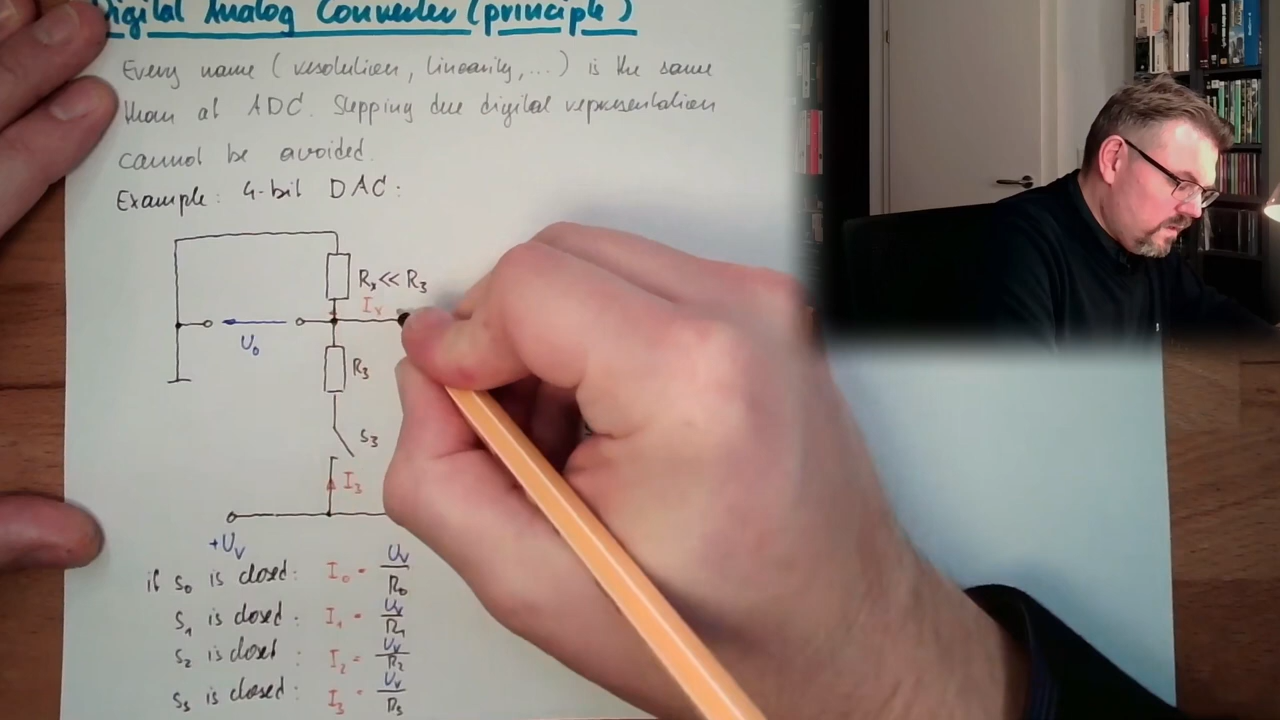 Digital Analog Converter (principle)
Every name (resolution, linearity, ...) is the same
than at ADC. Stepping due digital representation
cannot be avoided.
Example: 4-bit DAC:
Rx << R3
Ix
U0
R3
S3
I3
+Uv
if S0 is closed: I0 = Uv/R0
S1 is closed: I1 = Uv/R1
S2 is closet: I2 = Uv/R2
S3 is closed: I3 = Uv/R3